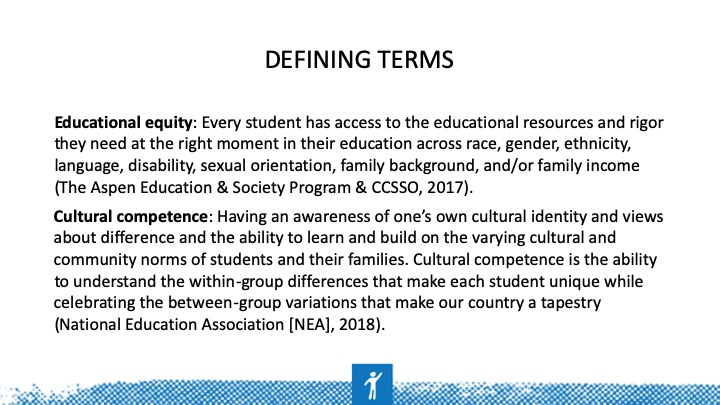 DEFINING TERMS
Educational equity: Every student has access to the educational resources and rigor
they need at the right moment in their education across race, gender, ethnicity,
language, disability, sexual orientation, family background, and/or family income
(The Aspen Education & Society Program & CCSSO, 2017).
Cultural competence: Having an awareness of one’s own cultural identity and views
about difference and the ability to learn and build on the varying cultural and
community norms of students and their families. Cultural competence is the ability
to understand the within-group differences that make each student unique while
celebrating the between-group variations that make our country a tapestry
(National Education Association [NEA], 2018).